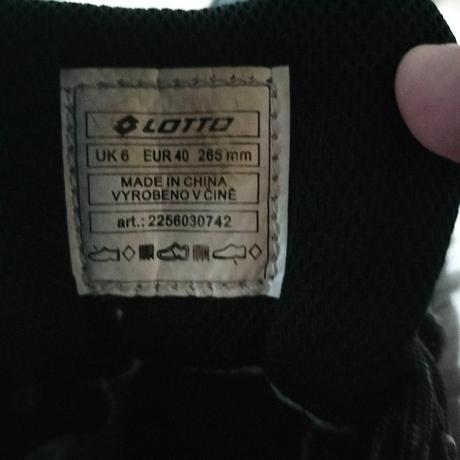 LOTTO
UK 6 EUR 40 265 mm
MADE IN CHINA
VYROBENO V ČÍNĚ
art.: 2256030742